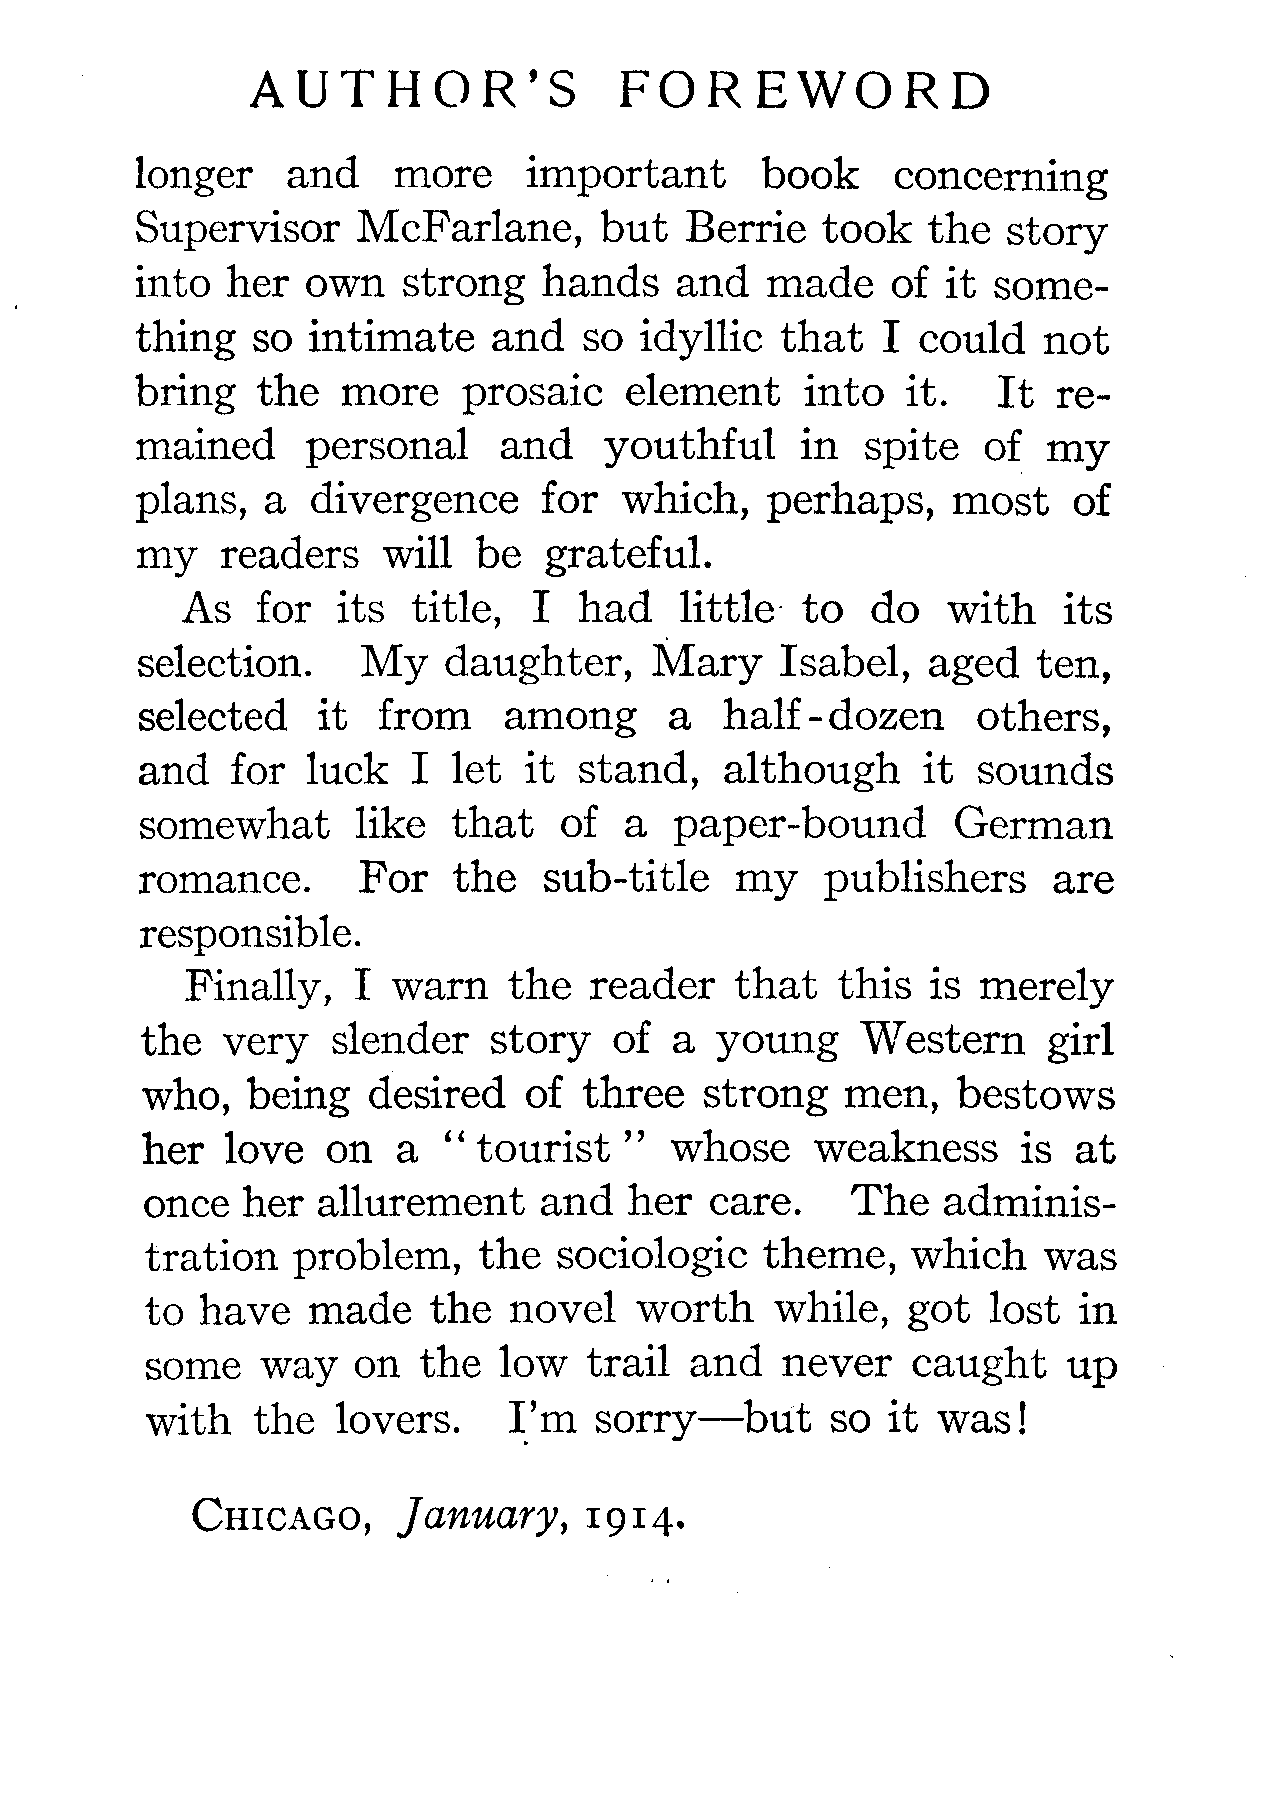 AUTHOR'S FOREWORD
longer and more important book concerning
Supervisor McFarlane, but Berrie took the story
into her own strong hands and made of it some-
thing so intimate and so idyllic that I could not
bring the more prosaic element into it. It re-
mained personal and youthful in spite of my
plans, a divergence for which, perhaps, most of
my readers will be grateful.
As for its title, I had little to do with its
selection. My daughter, Mary Isabel, aged ten,
selected it from among a half-dozen others,
and for luck I let it stand, although it sounds
somewhat like that of a paper-bound German
romance. For the sub-title my publishers are
responsible.
Finally, I warn the reader that this is merely
the very slender story of a young Western girl
who, being desired of three strong men, bestows
her love on a "tourist" whose weakness is at
once her allurement and her care. The adminis-
tration problem, the sociologic theme, which was
to have made the novel worth while, got lost in
some way on the low trail and never caught up
with the lovers. I'm sorry—but so it was!
CHICAGO, January, 1914.